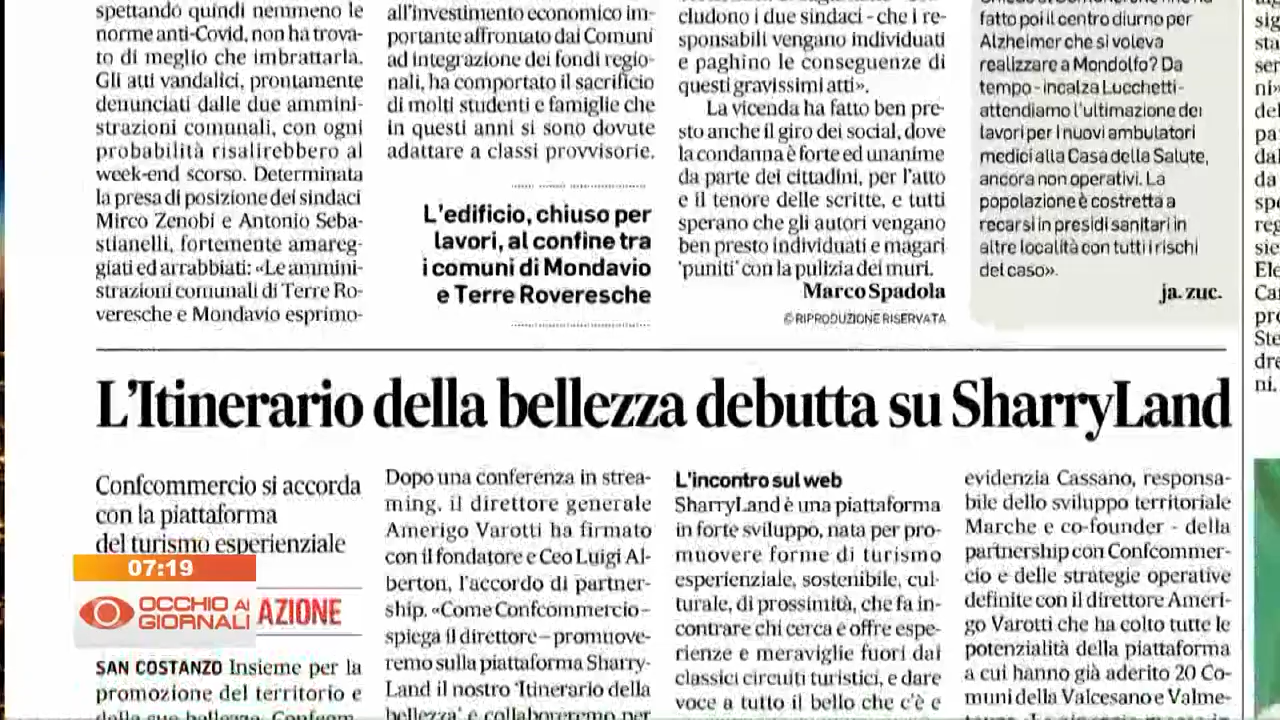 spettando quindi nemmeno le
norme anti-Covid, non ha trova-
to di meglio che imbrattarla.
Gli atti vandalici, prontamente
denunciati dalle due ammini-
strazioni comunali, con ogni
probabilità risalirebbero al
week-end scorso. Determinata
la presa di posizione dei sindaci
Mirco Zenobi e Antonio Seba-
stianelli, fortemente amareg-
giati ed arrabbiati: «Le ammini-
strazioni comunali di Terre Ro-
veresche e Mondavio esprimo-
all'investimento economico im-
portante affrontato dai Comuni
ad integrazione dei fondi regio-
nali, ha comportato il sacrificio
di molti studenti e famiglie che
in questi anni si sono dovute
adattare a classi provvisorie.
L'edificio, chiuso per
lavori, al confine tra
i comuni di Mondavio
e Terre Roveresche
cludono i due sindaci - che i re-
sponsabili vengano individuati
e paghino le conseguenze di
questi gravissimi atti».
La vicenda ha fatto ben pre-
sto anche il giro dei social, dove
la condanna è forte ed unanime
da parte dei cittadini, per l'atto
e il tenore delle scritte, e tutti
sperano che gli autori vengano
ben presto individuati e magari
'puniti' con la pulizia dei muri.
Marco Spadola
© RIPRODUZIONE RISERVATA
fatto poi il centro diurno per
Alzheimer che si voleva
realizzare a Mondolfo? Da
tempo - incalza Lucchetti -
attendiamo l'ultimazione dei
lavori per i nuovi ambulatori
medici alla Casa della Salute,
ancora non operativi. La
popolazione è costretta a
recarsi in presidi sanitari in
altre località con tutti i rischi
del caso».
ja. zuc.
L'Itinerario della bellezza debutta su SharryLand
Confcommercio si accorda
con la piattaforma
del turismo esperienziale
07:19
OCCHIO AI
GIORNALI
AZIONE
SAN COSTANZO Insieme per la
promozione del territorio e
Dopo una conferenza in strea-
ming, il direttore generale
Amerigo Varotti ha firmato
con il fondatore e Ceo Luigi Al-
berton, l'accordo di partner-
ship. «Come Confcommercio –
spiega il direttore – promuove-
remo sulla piattaforma Sharry-
Land il nostro 'Itinerario della
bellezza' e collaboreremo per
L'incontro sul web
SharryLand è una piattaforma
in forte sviluppo, nata per pro-
muovere forme di turismo
esperienziale, sostenibile, cul-
turale, di prossimità, che fa in-
contrare chi cerca e offre espe-
rienze e meraviglie fuori dai
classici circuiti turistici, e dare
voce a tutto il bello che c'è e
evidenzia Cassano, responsa-
bile dello sviluppo territoriale
Marche e co-founder - della
partnership con Confcommer-
cio e delle strategie operative
definite con il direttore Ameri-
go Varotti che ha colto tutte le
potenzialità della piattaforma
a cui hanno già aderito 20 Co-
muni della Valcesano e Valme-